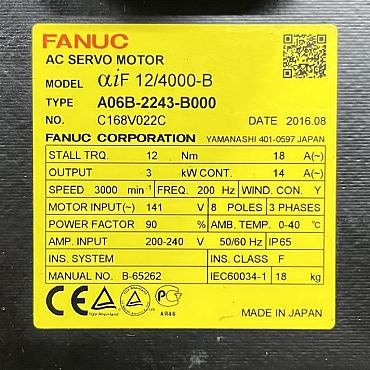 FANUC
AC SERVO MOTOR
MODEL αiF 12/4000-B
TYPE A06B-2243-B000
NO. C168V022C DATE 2016.08
FANUC CORPORATION YAMANASHI 401-0597 JAPAN
STALL TRQ. 12 Nm 18 A(~)
OUTPUT 3 kW CONT. 14 A(~)
SPEED 3000 min⁻¹ FREQ. 200 Hz WIND. CON. Y
MOTOR INPUT(~) 141 V 8 POLES 3 PHASES
POWER FACTOR 90 % AMB. TEMP. 0-40 °C
AMP. INPUT 200-240 V 50/60 Hz IP65
INS. SYSTEM INS. CLASS F
MANUAL NO. B-65262 IEC60034-1 18 kg
CE TÜV Rheinland
MADE IN JAPAN